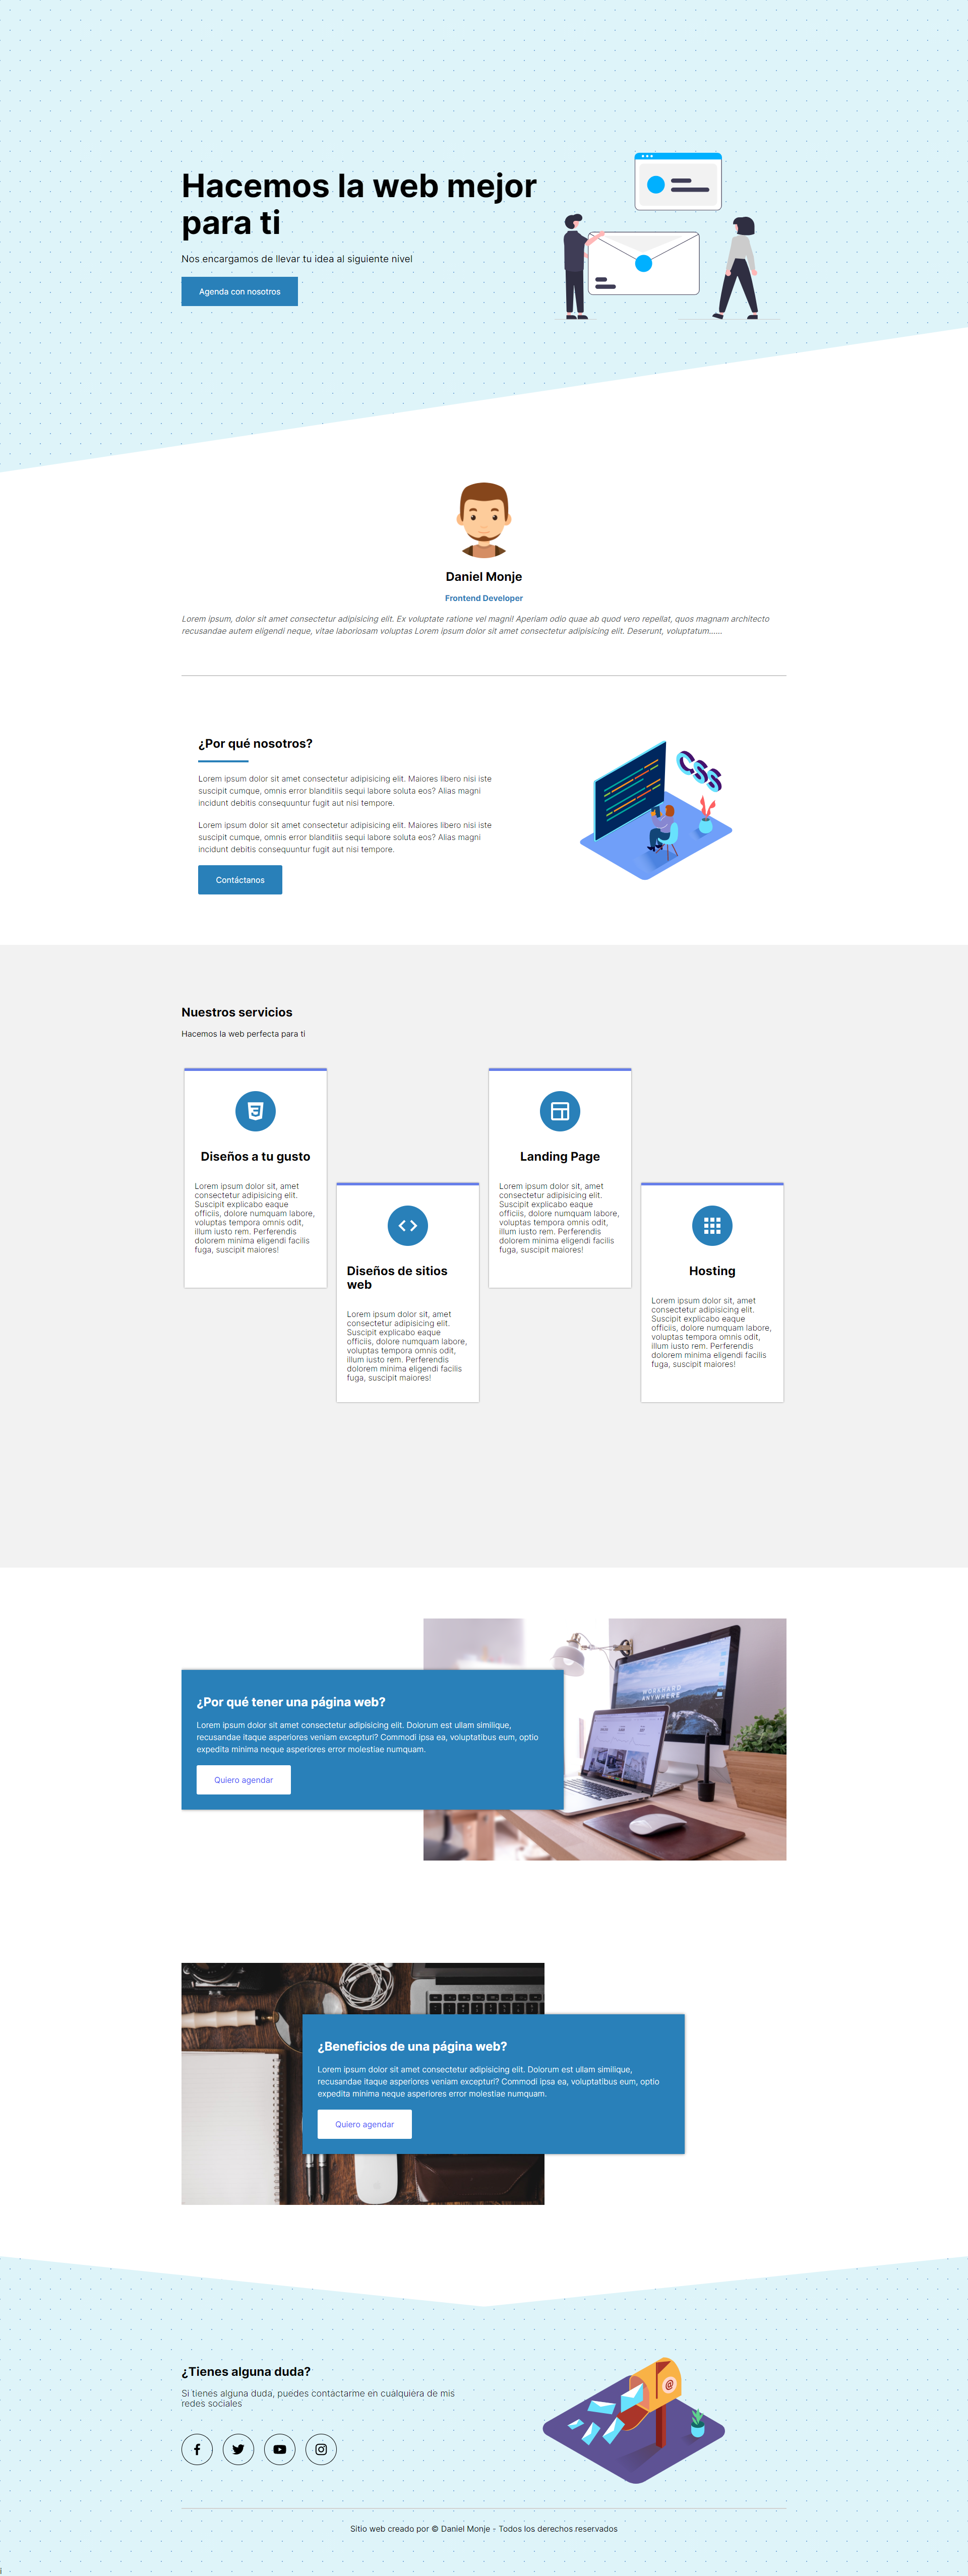 Hacemos la web mejor
para ti
Nos encargamos de llevar tu idea al siguiente nivel
Agenda con nosotros
Daniel Monje
Frontend Developer
Lorem ipsum, dolor sit amet consectetur adipisicing elit. Ex voluptate ratione vel magni! Aperiam odio quae ab quod vero repellat, quos magnam architecto
recusandae autem eligendi neque, vitae laboriosam voluptas Lorem ipsum dolor sit amet consectetur adipisicing elit. Deserunt, voluptatum......
¿Por qué nosotros?
Lorem ipsum dolor sit amet consectetur adipisicing elit. Maiores libero nisi iste
suscipit cumque, omnis error blanditiis sequi labore soluta eos? Alias magni
incidunt debitis consequuntur fugit aut nisi tempore.
Lorem ipsum dolor sit amet consectetur adipisicing elit. Maiores libero nisi iste
suscipit cumque, omnis error blanditiis sequi labore soluta eos? Alias magni
incidunt debitis consequuntur fugit aut nisi tempore.
Contáctanos
CSS
Nuestros servicios
Hacemos la web perfecta para ti
Diseños a tu gusto
Lorem ipsum dolor sit, amet
consectetur adipisicing elit.
Suscipit explicabo eaque
officiis, dolore numquam labore,
voluptas tempora omnis odit,
illum iusto rem. Perferendis
dolorem minima eligendi facilis
fuga, suscipit maiores!
Diseños de sitios
web
Lorem ipsum dolor sit, amet
consectetur adipisicing elit.
Suscipit explicabo eaque
officiis, dolore numquam labore,
voluptas tempora omnis odit,
illum iusto rem. Perferendis
dolorem minima eligendi facilis
fuga, suscipit maiores!
Landing Page
Lorem ipsum dolor sit, amet
consectetur adipisicing elit.
Suscipit explicabo eaque
officiis, dolore numquam labore,
voluptas tempora omnis odit,
illum iusto rem. Perferendis
dolorem minima eligendi facilis
fuga, suscipit maiores!
Hosting
Lorem ipsum dolor sit, amet
consectetur adipisicing elit.
Suscipit explicabo eaque
officiis, dolore numquam labore,
voluptas tempora omnis odit,
illum iusto rem. Perferendis
dolorem minima eligendi facilis
fuga, suscipit maiores!
¿Por qué tener una página web?
Lorem ipsum dolor sit amet consectetur adipisicing elit. Dolorum est ullam similique,
recusandae itaque asperiores veniam excepturi? Commodi ipsa ea, voluptatibus eum, optio
expedita minima neque asperiores error molestiae numquam.
Quiero agendar
WORKHARD
ANYWHERE
¿Beneficios de una página web?
Lorem ipsum dolor sit amet consectetur adipisicing elit. Dolorum est ullam similique,
recusandae itaque asperiores veniam excepturi? Commodi ipsa ea, voluptatibus eum, optio
expedita minima neque asperiores error molestiae numquam.
Quiero agendar
¿Tienes alguna duda?
Si tienes alguna duda, puedes contactarme en cualquiera de mis
redes sociales
@
Sitio web creado por © Daniel Monje - Todos los derechos reservados
i